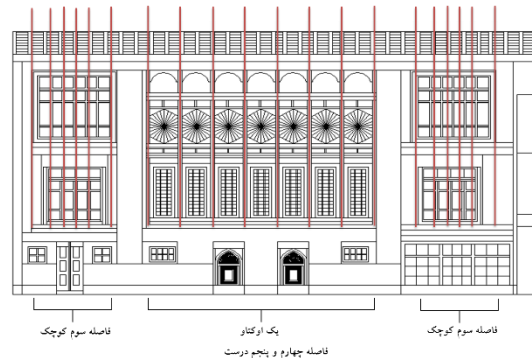 فاصله سوم کوچک
یک اوکتاو
فاصله سوم کوچک
فاصله چهارم و پنجم درست